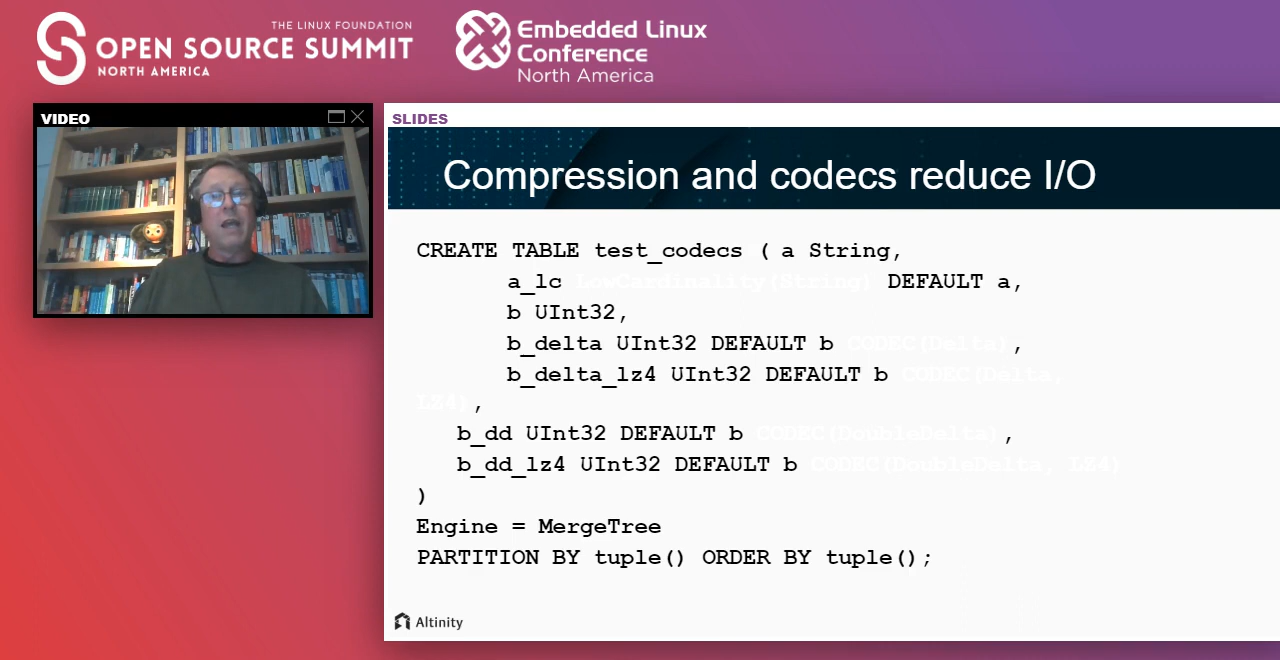 THE LINUX FOUNDATION
OPEN SOURCE SUMMIT
NORTH AMERICA
Embedded Linux
Conference
North America
VIDEO
SLIDES
Compression and codecs reduce I/O
CREATE TABLE test_codecs ( a String,
a_lc LowCardinality(String) DEFAULT a,
b UInt32,
b_delta UInt32 DEFAULT b CODEC(Delta),
b_delta_lz4 UInt32 DEFAULT b CODEC(Delta,
LZ4),
b_dd UInt32 DEFAULT b CODEC(DoubleDelta),
b_dd_lz4 UInt32 DEFAULT b CODEC(DoubleDelta, LZ4)
)
Engine = MergeTree
PARTITION BY tuple() ORDER BY tuple();
Altinity